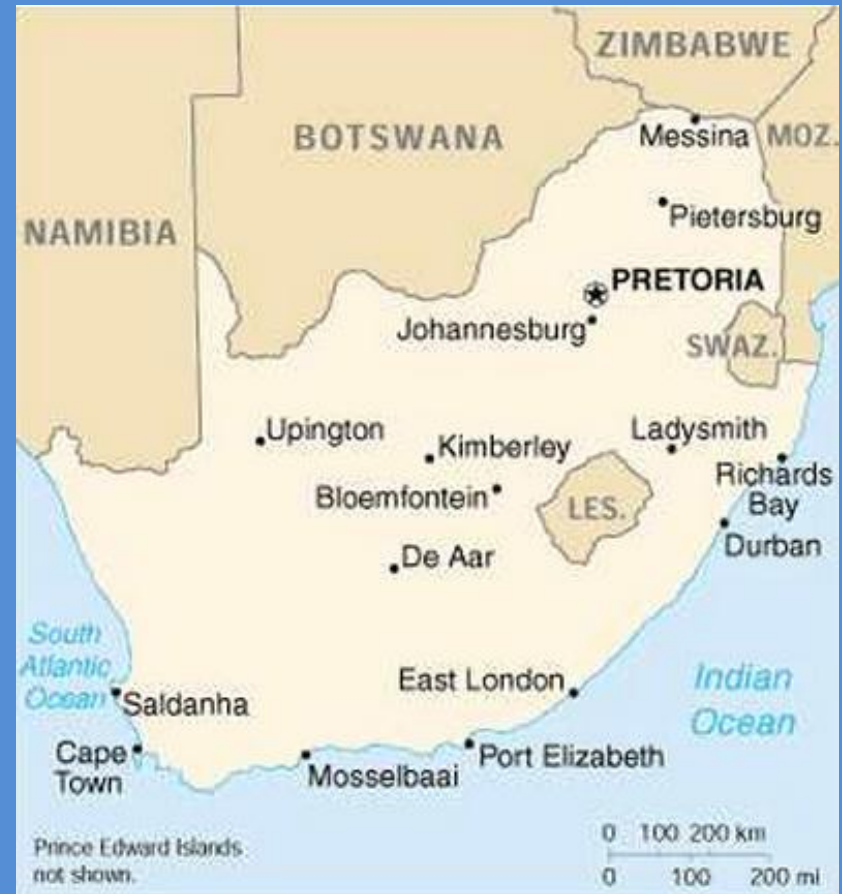 ZIMBABWE
BOTSWANA
Messina
MOZ.
Pietersburg
NAMIBIA
PRETORIA
Johannesburg
SWAZ.
Upington
Kimberley
Ladysmith
Richards
Bay
Bloemfontein
LES.
Durban
De Aar
South
Atlantic
Ocean
Saldanha
East London
Indian
Ocean
Cape
Town
Mosselbaai
Port Elizabeth
Prince Edward Islands
not shown.
0 100 200 km
0 100 200 mi